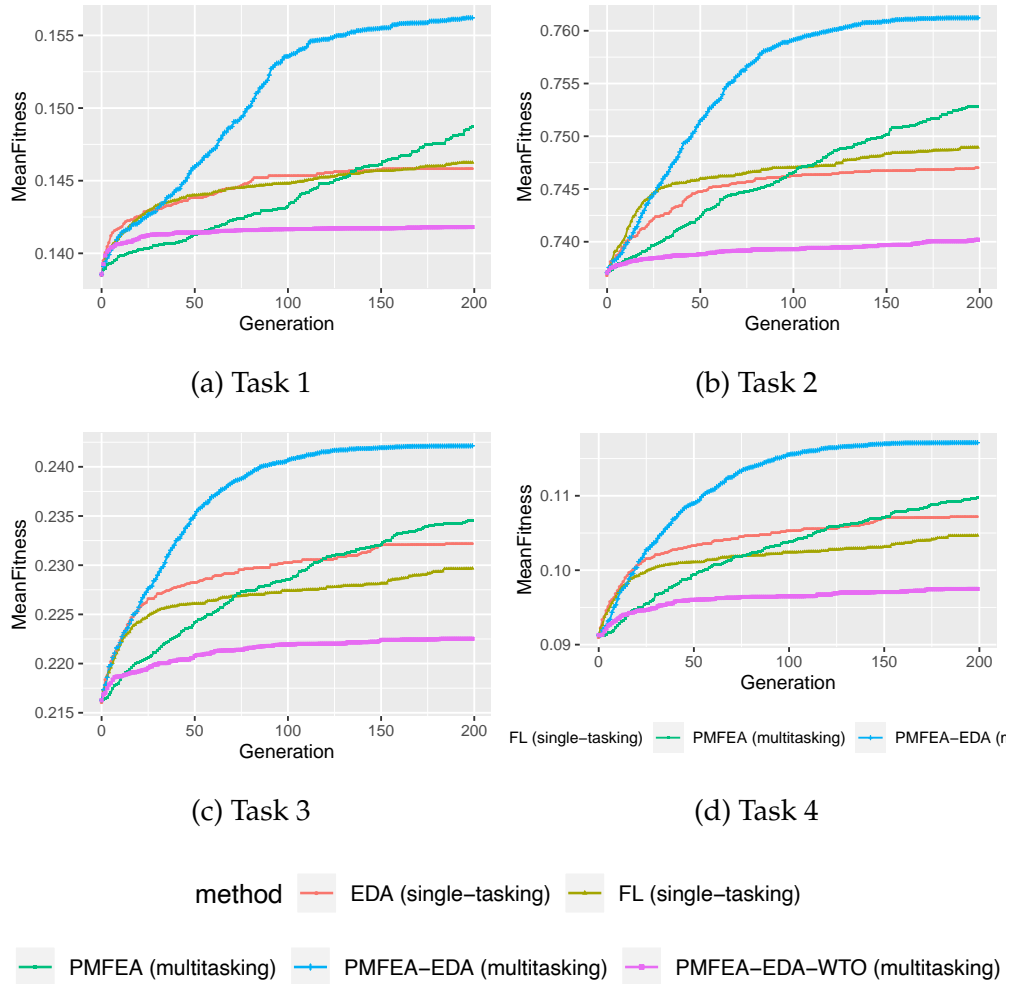 0.155
0.150
0.145
0.140
MeanFitness
0 50 100 150 200
Generation
(a) Task 1
0.760
0.755
0.750
0.745
0.740
MeanFitness
0 50 100 150 200
Generation
(b) Task 2
0.240
0.235
0.230
0.225
0.220
0.215
MeanFitness
0 50 100 150 200
Generation
(c) Task 3
0.11
0.10
0.09
MeanFitness
0 50 100 150 200
Generation
FL (single−tasking) PMFEA (multitasking) PMFEA−EDA (
(d) Task 4
method EDA (single−tasking) FL (single−tasking)
PMFEA (multitasking) PMFEA−EDA (multitasking) PMFEA−EDA−WTO (multitasking)